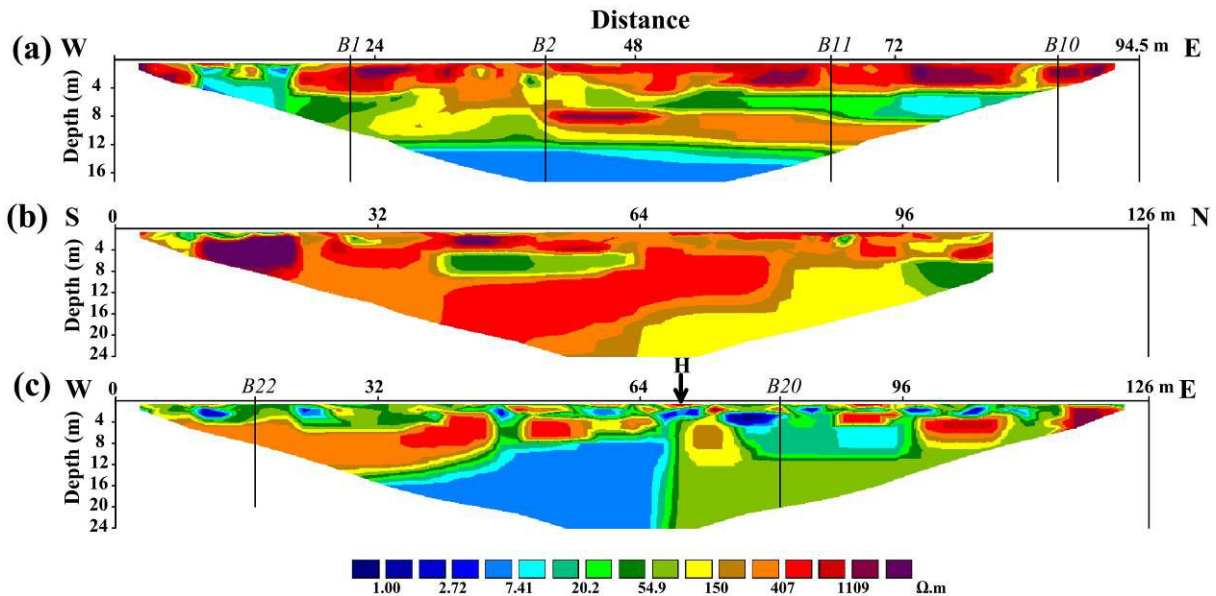 Distance
(a) W B1 24 B2 48 B11 72 B10 94.5 m E
Depth (m)
4
8
12
16
(b) S 0 32 64 96 126 m N
Depth (m)
4
8
12
16
20
24
H
(c) W 0 B22 32 64 B20 96 126 m E
Depth (m)
4
8
12
16
20
24
1.00 2.72 7.41 20.2 54.9 150 407 1109 Ω.m